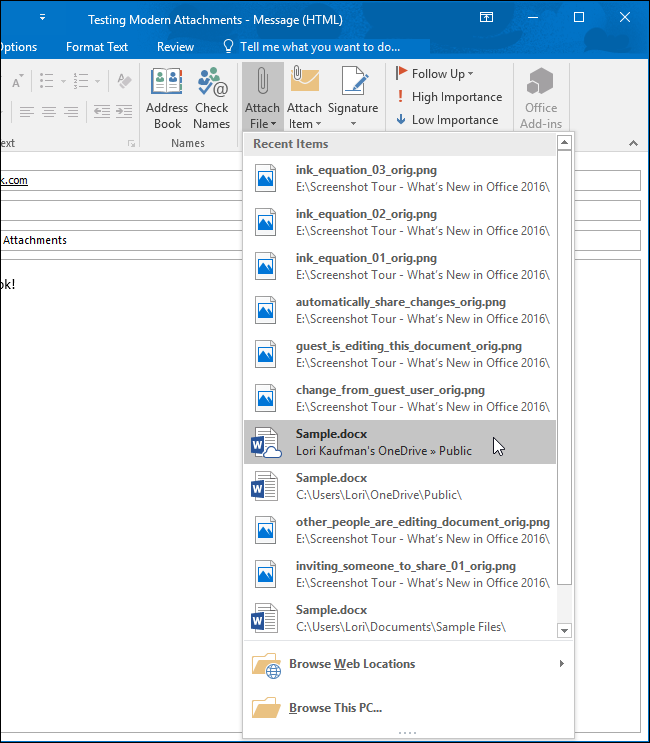 Testing Modern Attachments - Message (HTML)
Options Format Text Review Tell me what you want to do...
Address Book
Check Names
Attach File
Attach Item
Signature
Follow Up
High Importance
Low Importance
Office Add-ins
ext
Names
Recent Items
k.com
Attachments
ok!
ink_equation_03_orig.png
E:\Screenshot Tour - What's New in Office 2016\
ink_equation_02_orig.png
E:\Screenshot Tour - What's New in Office 2016\
ink_equation_01_orig.png
E:\Screenshot Tour - What's New in Office 2016\
automatically_share_changes_orig.png
E:\Screenshot Tour - What's New in Office 2016\
guest_is_editing_this_document_orig.png
E:\Screenshot Tour - What's New in Office 2016\
change_from_guest_user_orig.png
E:\Screenshot Tour - What's New in Office 2016\
Sample.docx
Lori Kaufman's OneDrive » Public
Sample.docx
C:\Users\Lori\OneDrive\Public\
other_people_are_editing_document_orig.png
E:\Screenshot Tour - What's New in Office 2016\
inviting_someone_to_share_01_orig.png
E:\Screenshot Tour - What's New in Office 2016\
Sample.docx
C:\Users\Lori\Documents\Sample Files\
Browse Web Locations
Browse This PC...